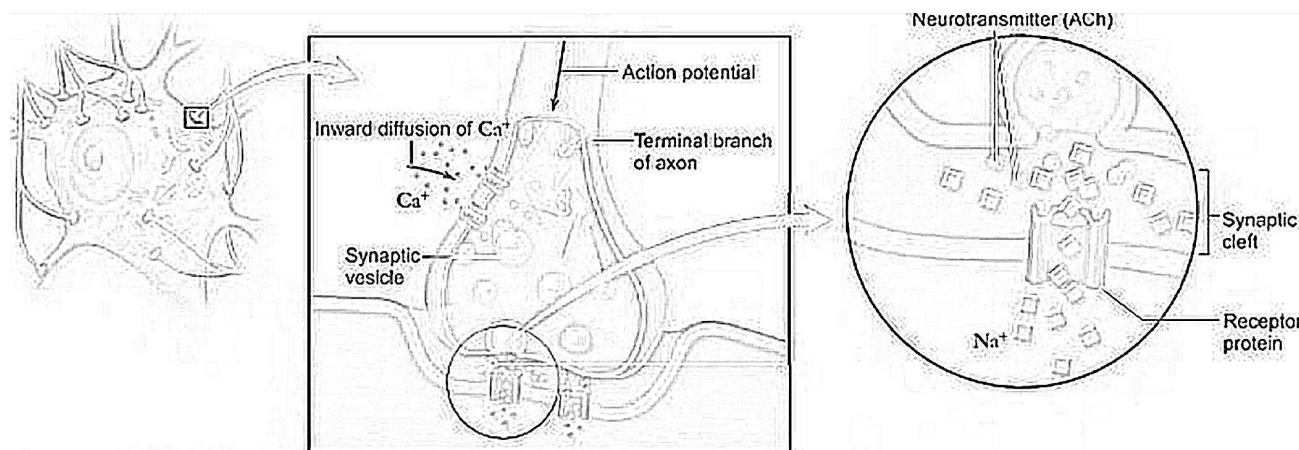 Neurotransmitter (ACh)
Action potential
Inward diffusion of Ca⁺
Terminal branch
of axon
Ca⁺
Synaptic
vesicle
Synaptic
cleft
Receptor
protein
Na⁺